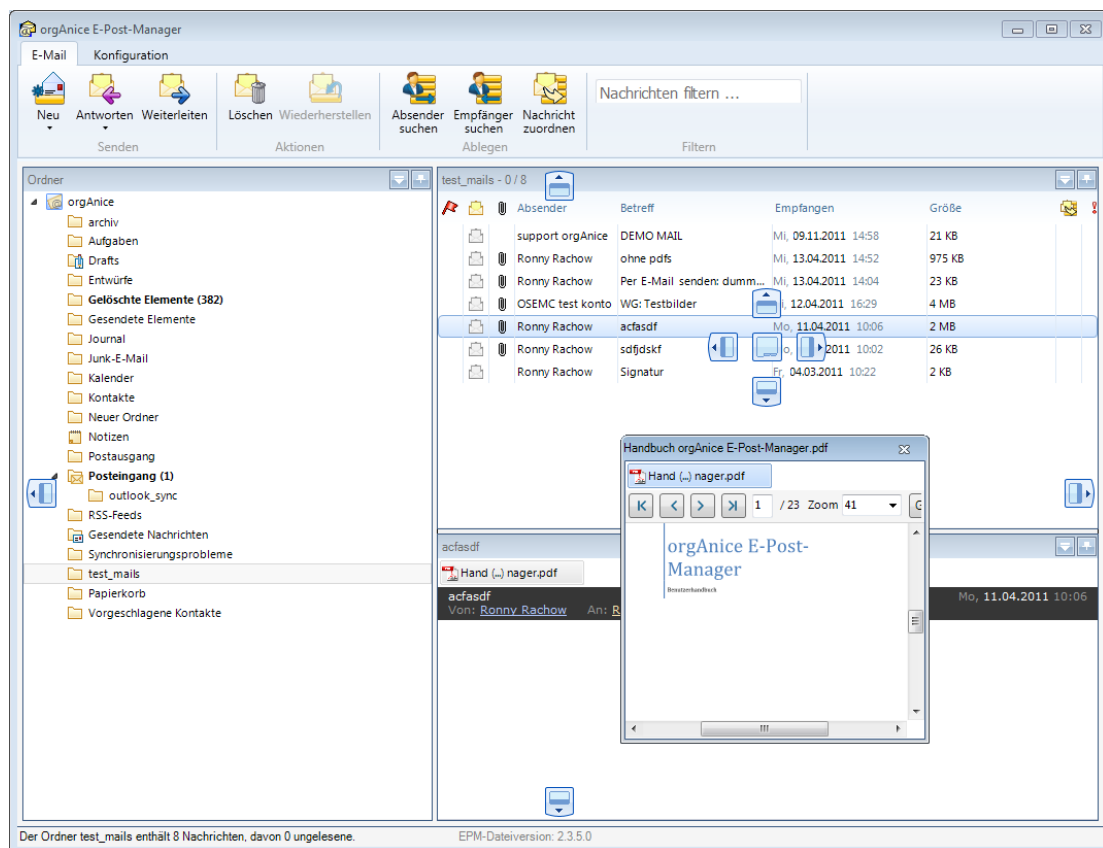 orgAnice E-Post-Manager
E-Mail Konfiguration
Neu Antworten Weiterleiten Löschen Wiederherstellen Absender suchen Empfänger suchen Nachricht zuordnen Nachrichten filtern ...
Senden Aktionen Ablegen Filtern
Ordner
orgAnice
archiv
Aufgaben
Drafts
Entwürfe
Gelöschte Elemente (382)
Gesendete Elemente
Journal
Junk-E-Mail
Kalender
Kontakte
Neuer Ordner
Notizen
Postausgang
Posteingang (1)
outlook_sync
RSS-Feeds
Gesendete Nachrichten
Synchronisierungsprobleme
test_mails
Papierkorb
Vorgeschlagene Kontakte
test_mails - 0 / 8
Absender Betreff Empfangen Größe
support orgAnice DEMO MAIL Mi, 09.11.2011 14:58 21 KB
Ronny Rachow ohne pdfs Mi, 13.04.2011 14:52 975 KB
Ronny Rachow Per E-Mail senden: dumm... Mi, 13.04.2011 14:04 23 KB
OSEMC test konto WG: Testbilder 12.04.2011 16:29 4 MB
Ronny Rachow acfasdf Mo, 11.04.2011 10:06 2 MB
Ronny Rachow sdfjdskf 2011 10:02 26 KB
Ronny Rachow Signatur Fr, 04.03.2011 10:22 2 KB
Handbuch orgAnice E-Post-Manager.pdf
Hand (...) nager.pdf
1 / 23 Zoom 41
orgAnice E-Post-
Manager
Benutzerhandbuch
acfasdf
Hand (...) nager.pdf
acfasdf Mo, 11.04.2011 10:06
Von: Ronny Rachow An: R
Der Ordner test_mails enthält 8 Nachrichten, davon 0 ungelesene. EPM-Dateiversion: 2.3.5.0